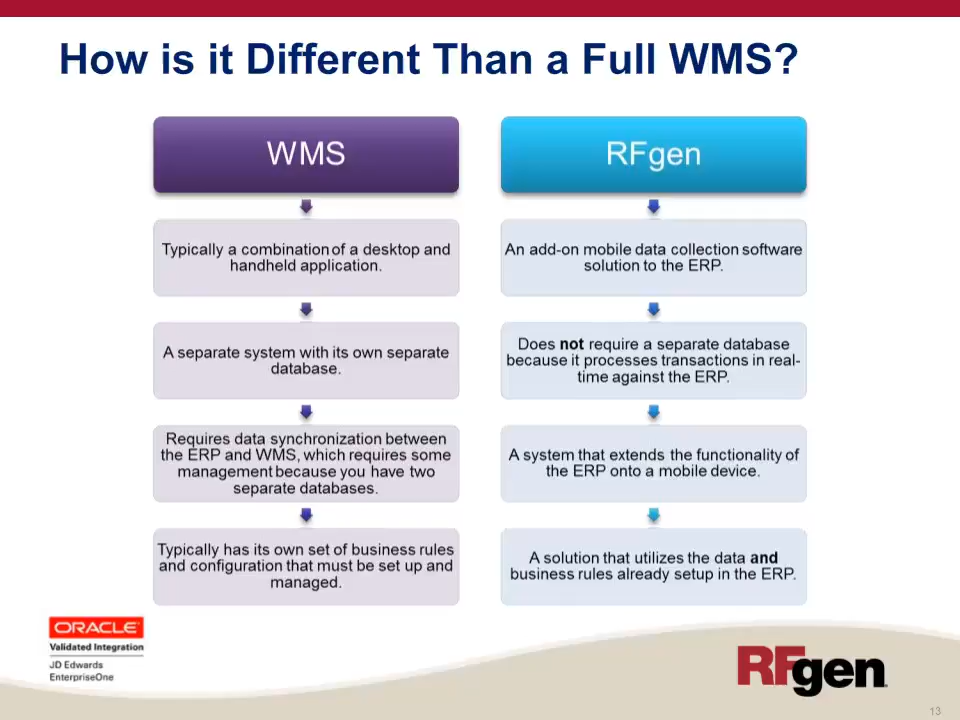 How is it Different Than a Full WMS?
WMS
Typically a combination of a desktop and
handheld application.
A separate system with its own separate
database.
Requires data synchronization between
the ERP and WMS, which requires some
management because you have two
separate databases.
Typically has its own set of business rules
and configuration that must be set up and
managed.
RFgen
An add-on mobile data collection software
solution to the ERP.
Does not require a separate database
because it processes transactions in real-
time against the ERP.
A system that extends the functionality of
the ERP onto a mobile device.
A solution that utilizes the data and
business rules already setup in the ERP.
ORACLE
Validated Integration
JD Edwards
EnterpriseOne
RFgen
13